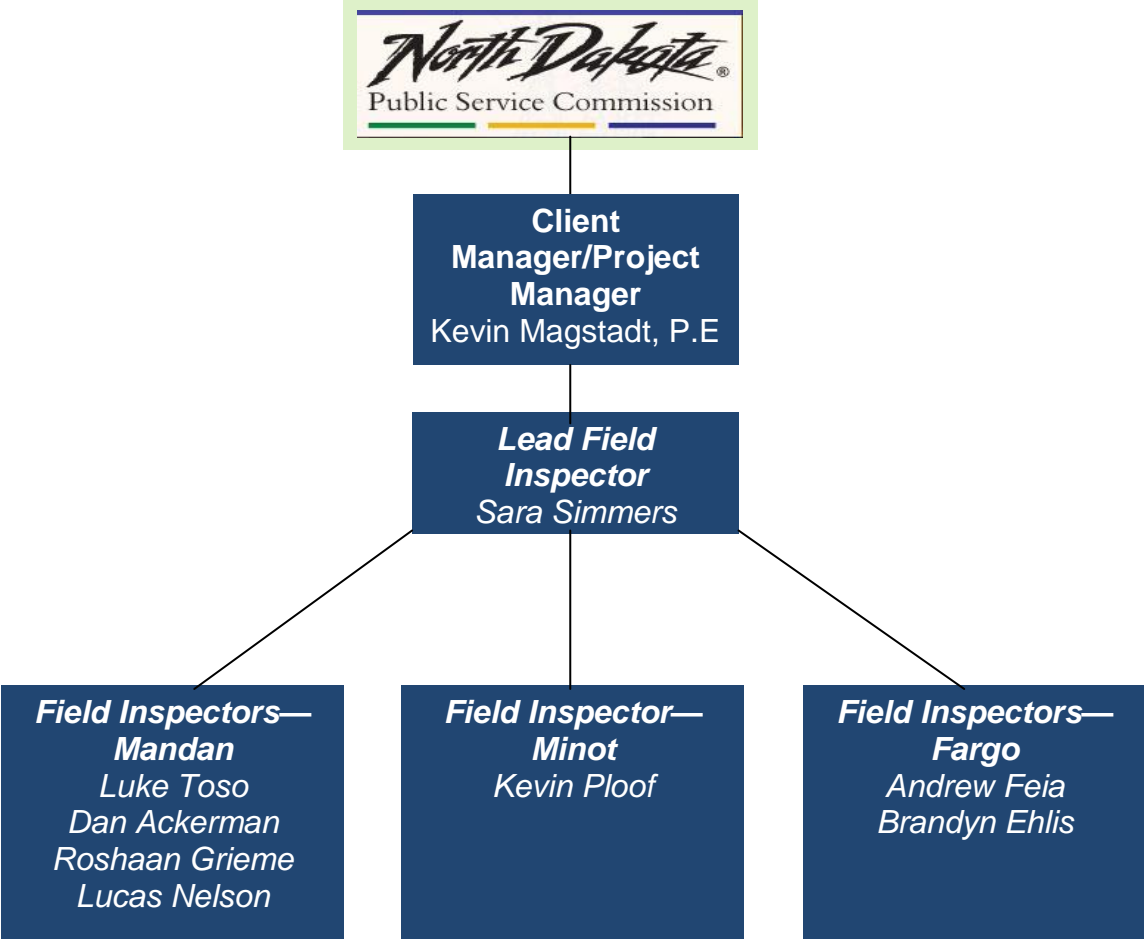 North Dakota®
Public Service Commission
Client
Manager/Project
Manager
Kevin Magstadt, P.E
Lead Field
Inspector
Sara Simmers
Field Inspectors—
Mandan
Luke Toso
Dan Ackerman
Roshaan Grieme
Lucas Nelson
Field Inspector—
Minot
Kevin Ploof
Field Inspectors—
Fargo
Andrew Feia
Brandyn Ehlis